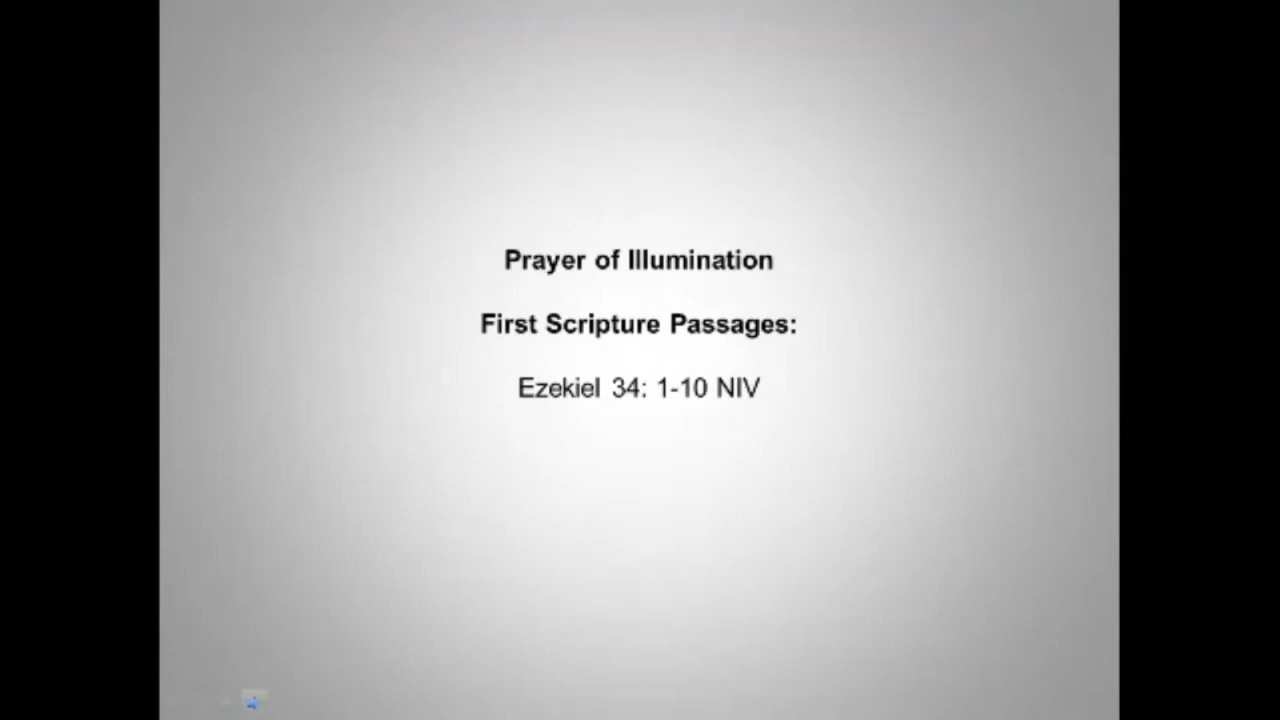 Prayer of Illumination
First Scripture Passages:
Ezekiel 34: 1-10 NIV